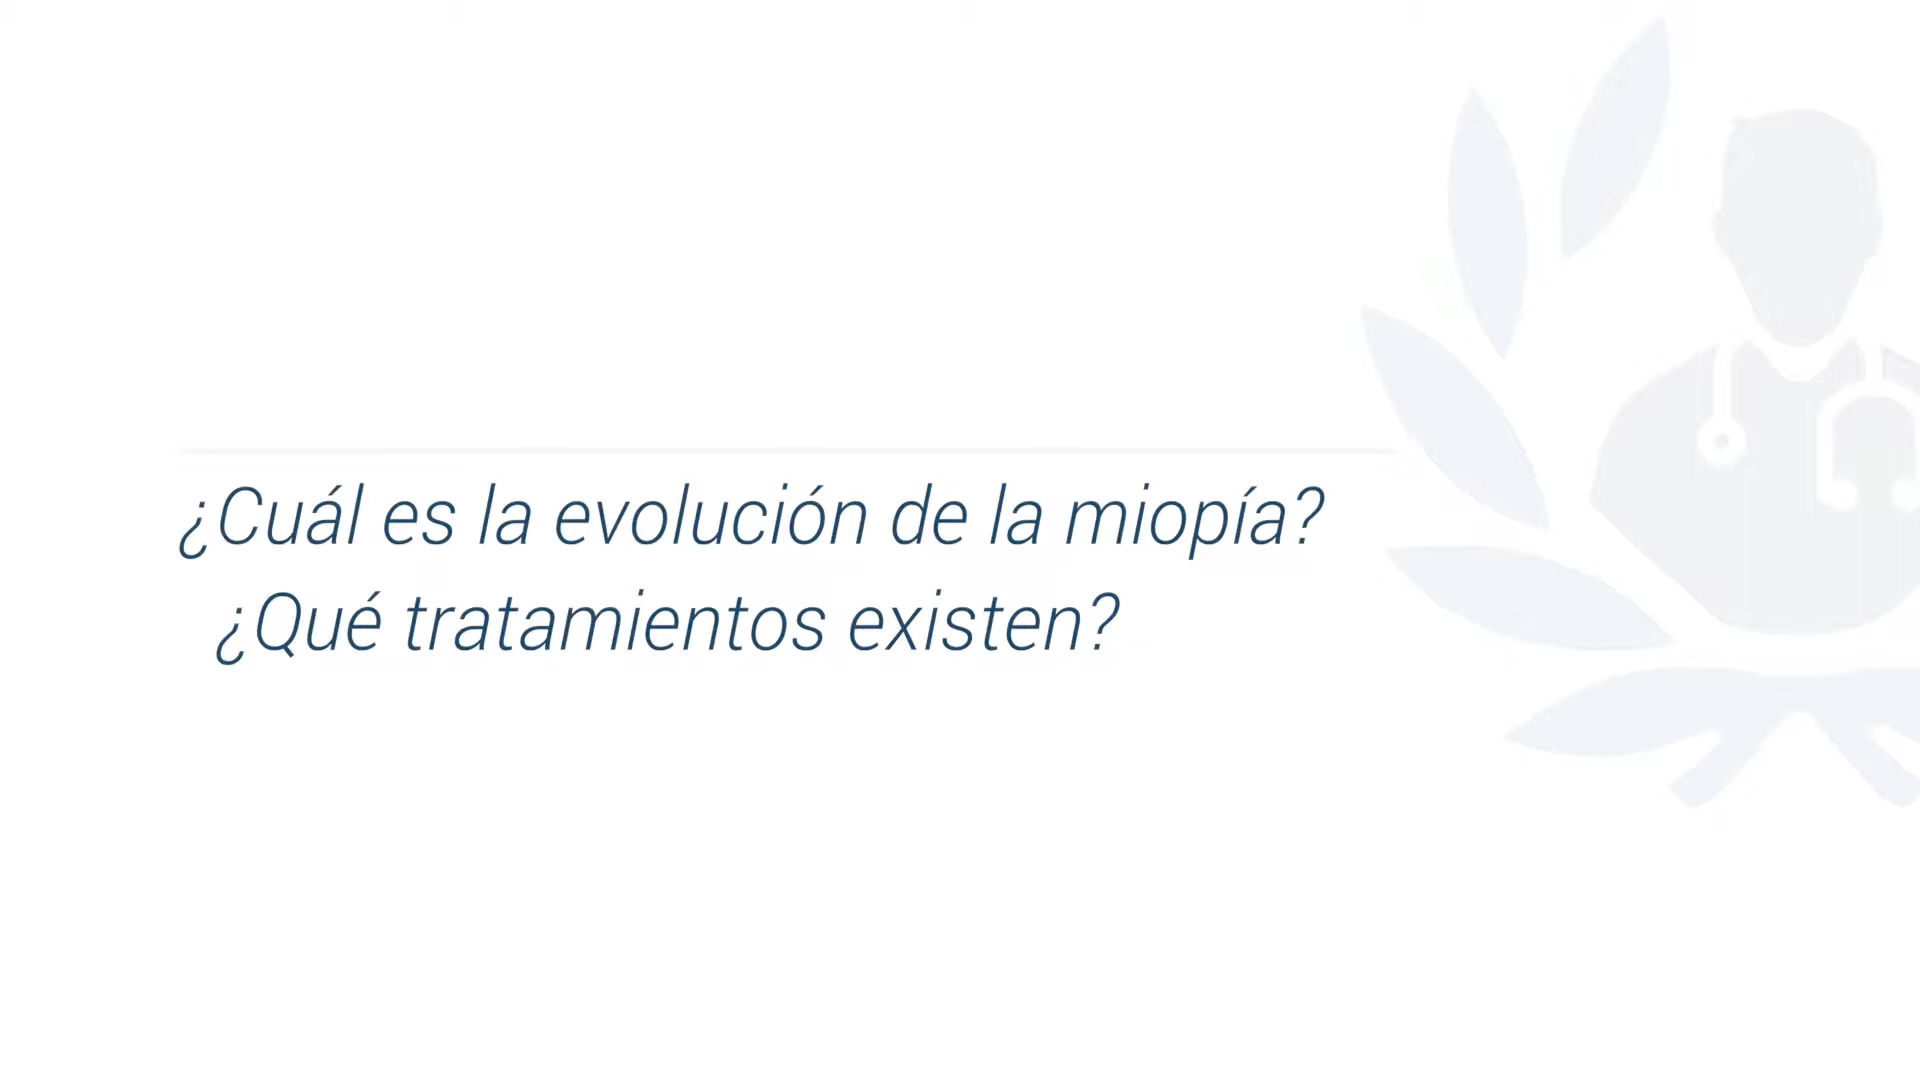 ¿Cuál es la evolución de la miopía?
¿Qué tratamientos existen?